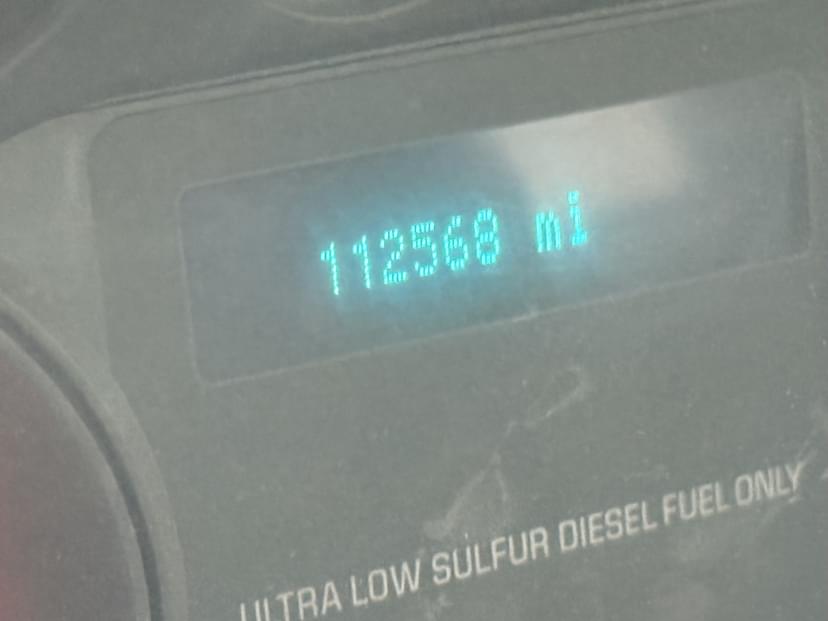 112568 mi
ULTRA LOW SULFUR DIESEL FUEL ONLY